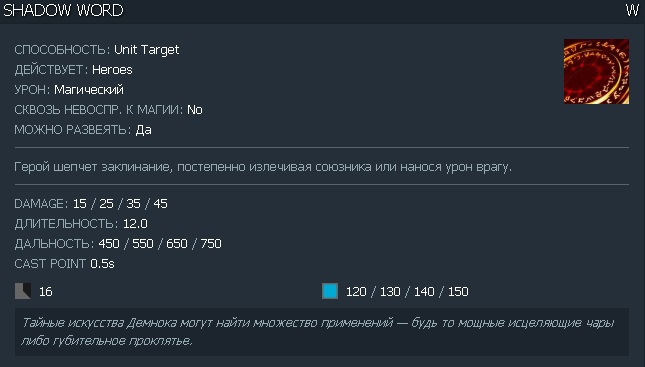 SHADOW WORD W
СПОСОБНОСТЬ: Unit Target
ДЕЙСТВУЕТ: Heroes
УРОН: Магический
СКВОЗЬ НЕВОСПР. К МАГИИ: No
МОЖНО РАЗВЕЯТЬ: Да
Герой шепчет заклинание, постепенно излечивая союзника или нанося урон врагу.
DAMAGE: 15 / 25 / 35 / 45
ДЛИТЕЛЬНОСТЬ: 12.0
ДАЛЬНОСТЬ: 450 / 550 / 650 / 750
CAST POINT 0.5s
16 120 / 130 / 140 / 150
Тайные искусства Демнока могут найти множество применений — будь то мощные исцеляющие чары
либо губительное проклятье.